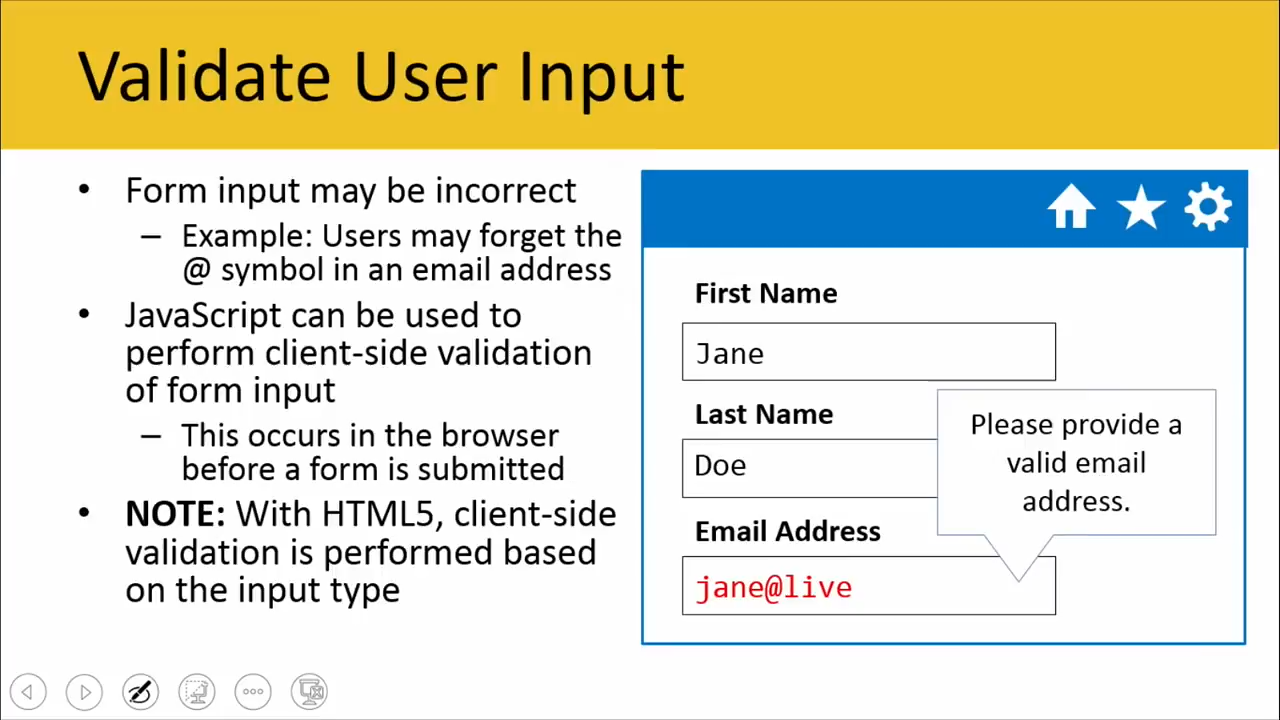 Validate User Input
• Form input may be incorrect
– Example: Users may forget the
@ symbol in an email address
• JavaScript can be used to
perform client-side validation
of form input
– This occurs in the browser
before a form is submitted
• NOTE: With HTML5, client-side
validation is performed based
on the input type
First Name
Jane
Last Name
Doe
Please provide a
valid email
address.
Email Address
jane@live